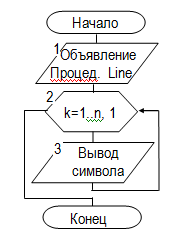 Начало
1
Объявление
Процед. Line
2
k=1..n, 1
3
Вывод
символа
Конец